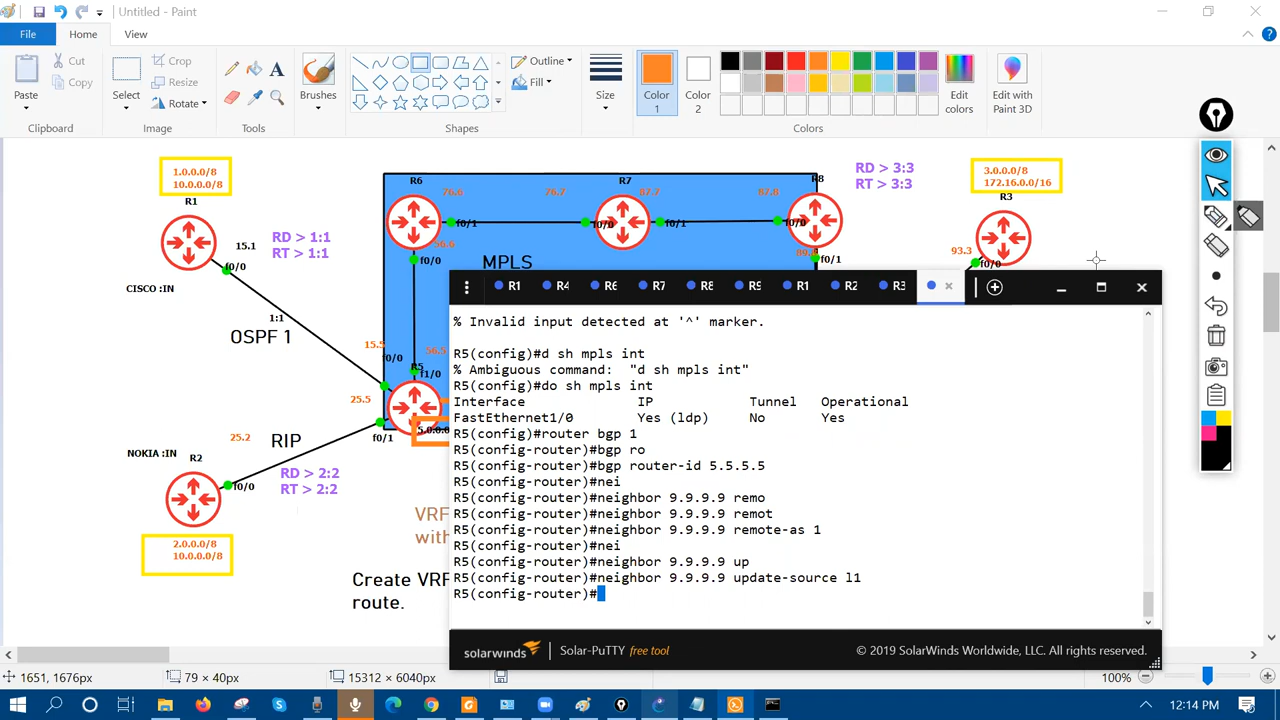 Untitled - Paint
File
Home
View
Paste
Cut
Copy
Clipboard
Select
Crop
Resize
Rotate
Image
Tools
Brushes
Outline
Fill
Shapes
Size
Color
1
Color
2
Edit
colors
Edit with
Paint 3D
Colors
1.0.0.0/8
10.0.0.0/8
R1
15.1
f0/0
CISCO :IN
RD > 1:1
RT > 1:1
1:1
OSPF 1
R6
76.6
76.7
R7
87.7
87.8
R8
RD > 3:3
RT > 3:3
3.0.0.0/8
172.16.0.0/16
R3
93.3
f0/0
f0/1
f0/0
f0/1
f0/0
56.6
f0/0
f0/1
MPLS
f0/0
R5
f1/0
56.5
25.5
f0/1
25.2
RIP
NOKIA :IN
R2
f0/0
RD > 2:2
RT > 2:2
2.0.0.0/8
10.0.0.0/8
VRF
with
Create VRF
route.
R1
R4
R6
R7
R8
R9
R1
R2
R3
% Invalid input detected at '^' marker.
R5(config)#d sh mpls int
% Ambiguous command:  "d sh mpls int"
R5(config)#do sh mpls int
Interface IP Tunnel Operational
FastEthernet1/0 Yes (ldp) No Yes
R5(config)#router bgp 1
R5(config-router)#bgp ro
R5(config-router)#bgp router-id 5.5.5.5
R5(config-router)#nei
R5(config-router)#neighbor 9.9.9.9 remo
R5(config-router)#neighbor 9.9.9.9 remot
R5(config-router)#neighbor 9.9.9.9 remote-as 1
R5(config-router)#nei
R5(config-router)#neighbor 9.9.9.9 up
R5(config-router)#neighbor 9.9.9.9 update-source l1
R5(config-router)#
solarwinds
Solar-PuTTY free tool
© 2019 SolarWinds Worldwide, LLC. All rights reserved.
1651, 1676px
79 × 40px
15312 × 6040px
100%
12:14 PM